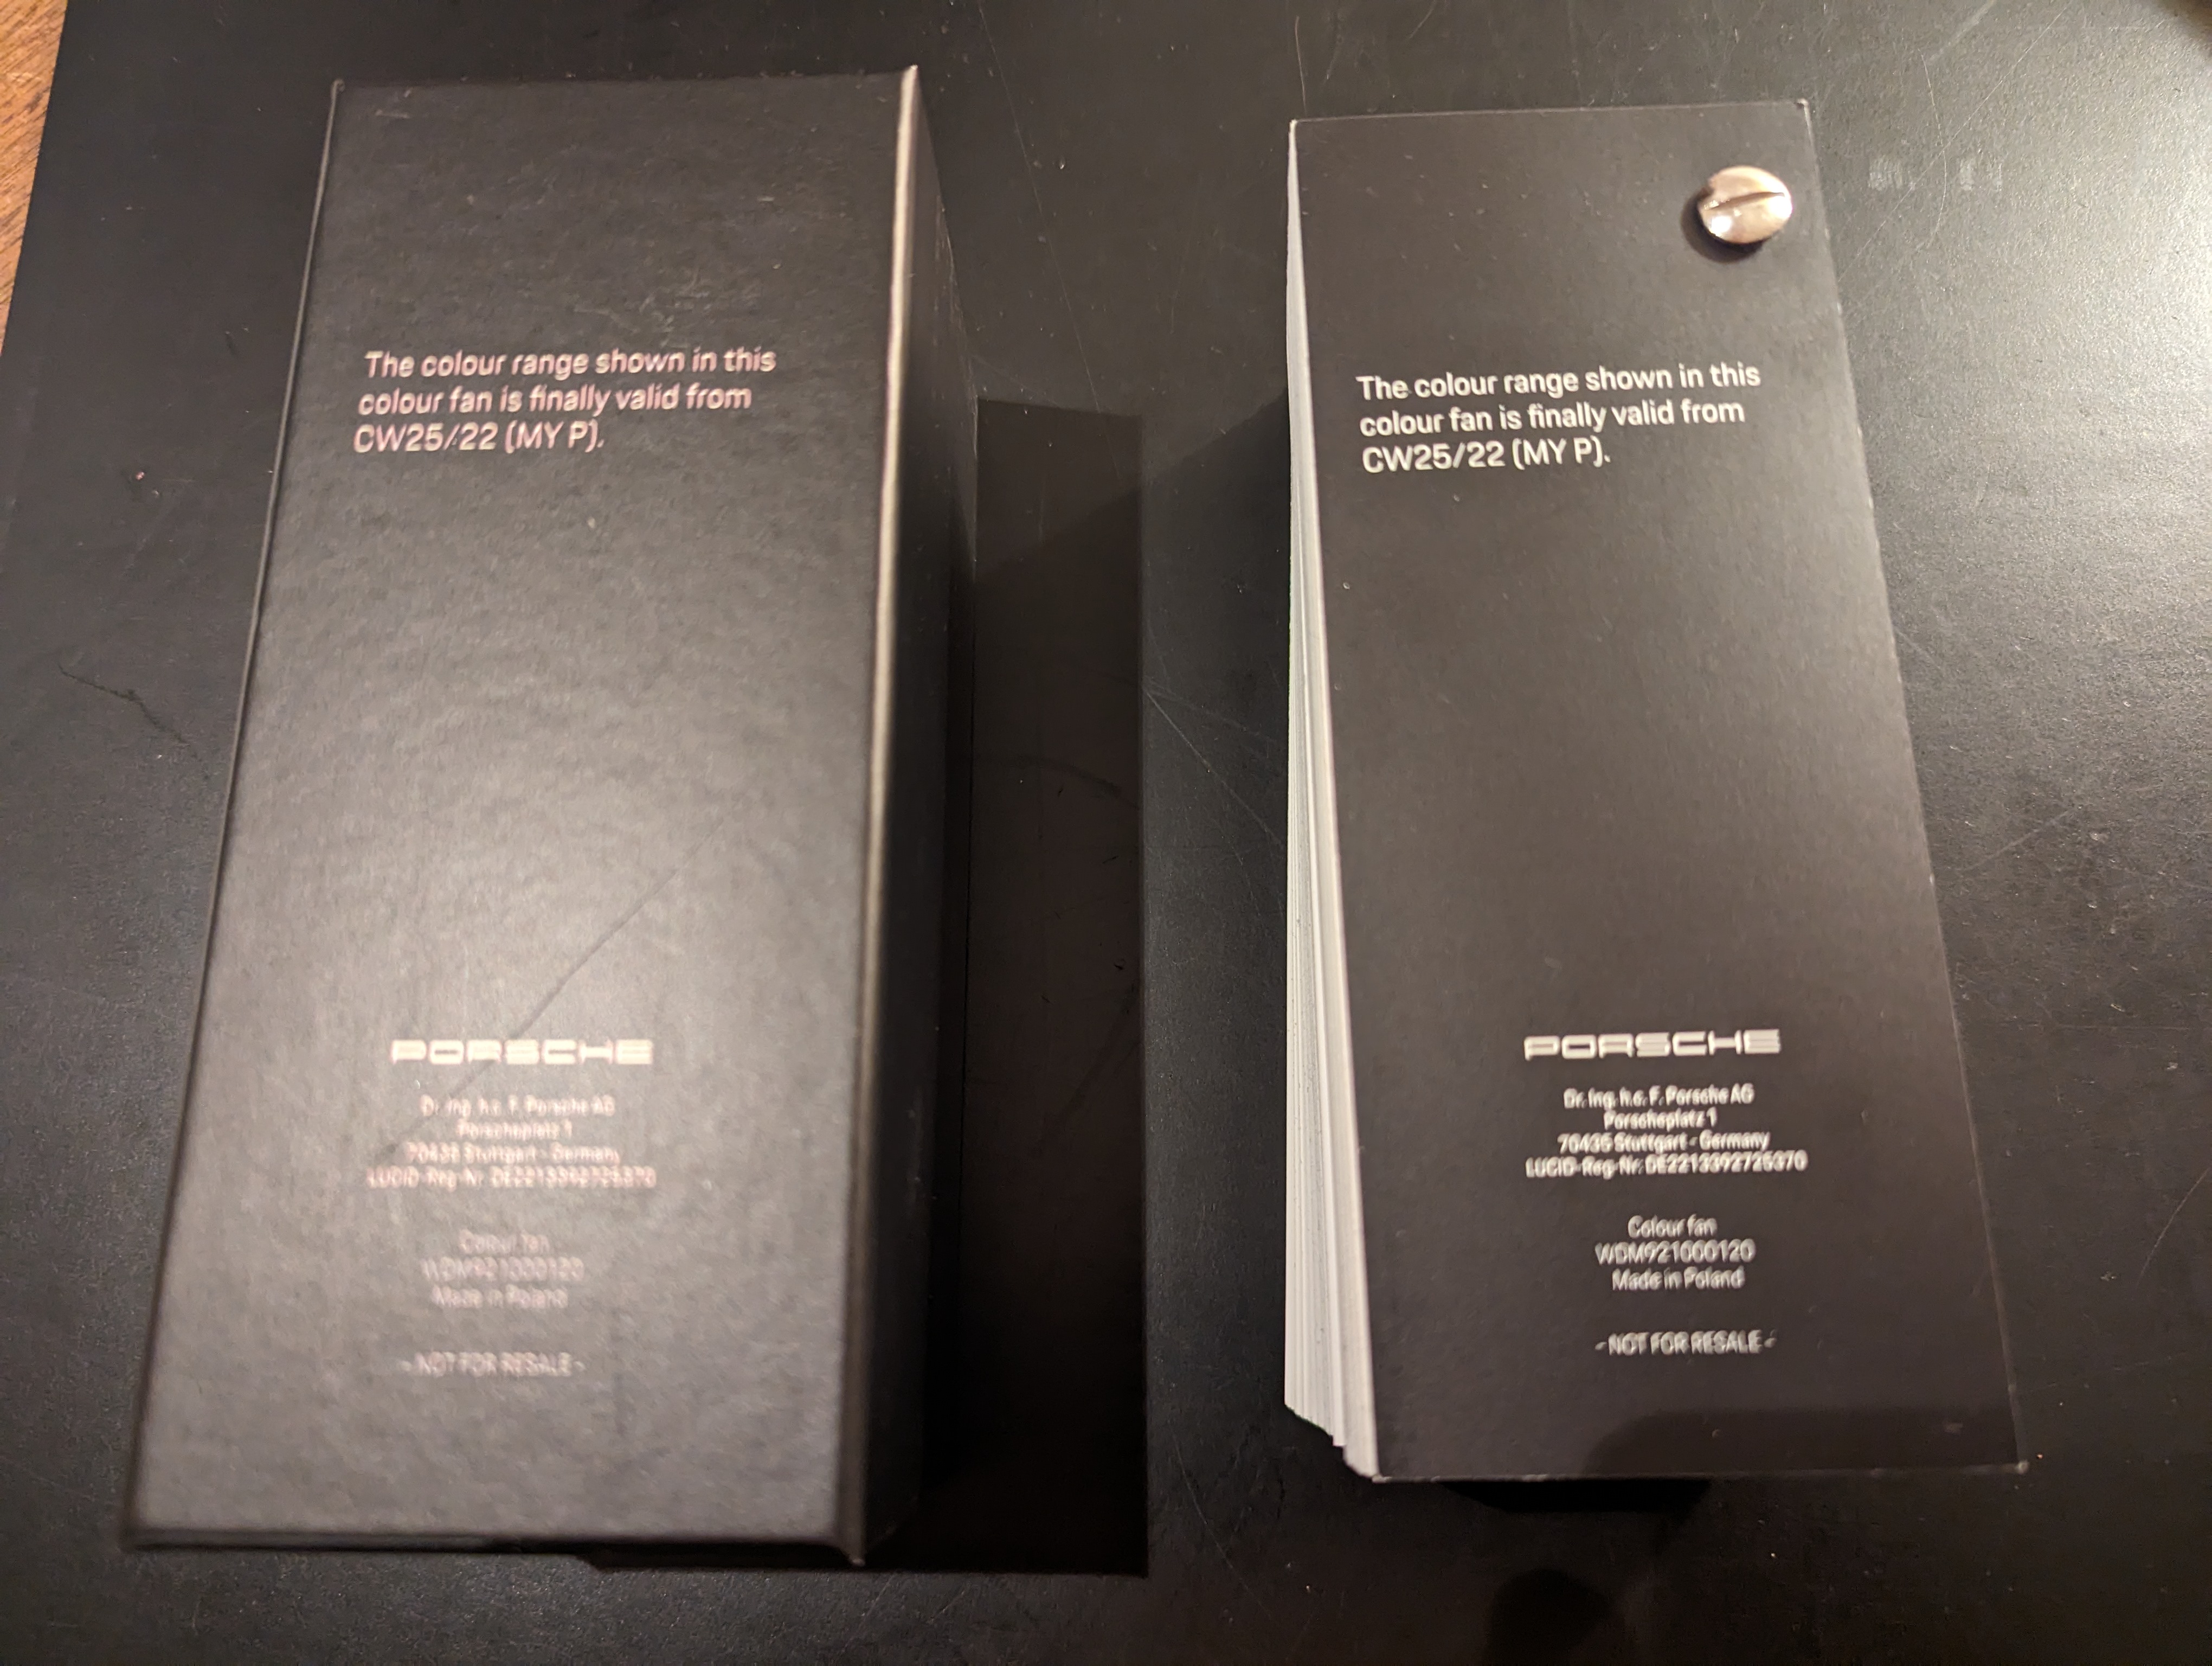 The colour range shown in this
colour fan is finally valid from
CW25/22 (MY P).
PORSCHE
Dr. Ing. h.c. F. Porsche AG
Porscheplatz 1
70435 Stuttgart - Germany
LUCID-Reg-Nr. DE2213392725370
Colour fan
WDM921000120
Made in Poland
- NOT FOR RESALE -
The colour range shown in this
colour fan is finally valid from
CW25/22 (MY P).
PORSCHE
Dr. Ing. h.c. F. Porsche AG
Porscheplatz 1
70435 Stuttgart - Germany
LUCID-Reg-Nr. DE2213392725370
Colour fan
WDM921000120
Made in Poland
- NOT FOR RESALE -